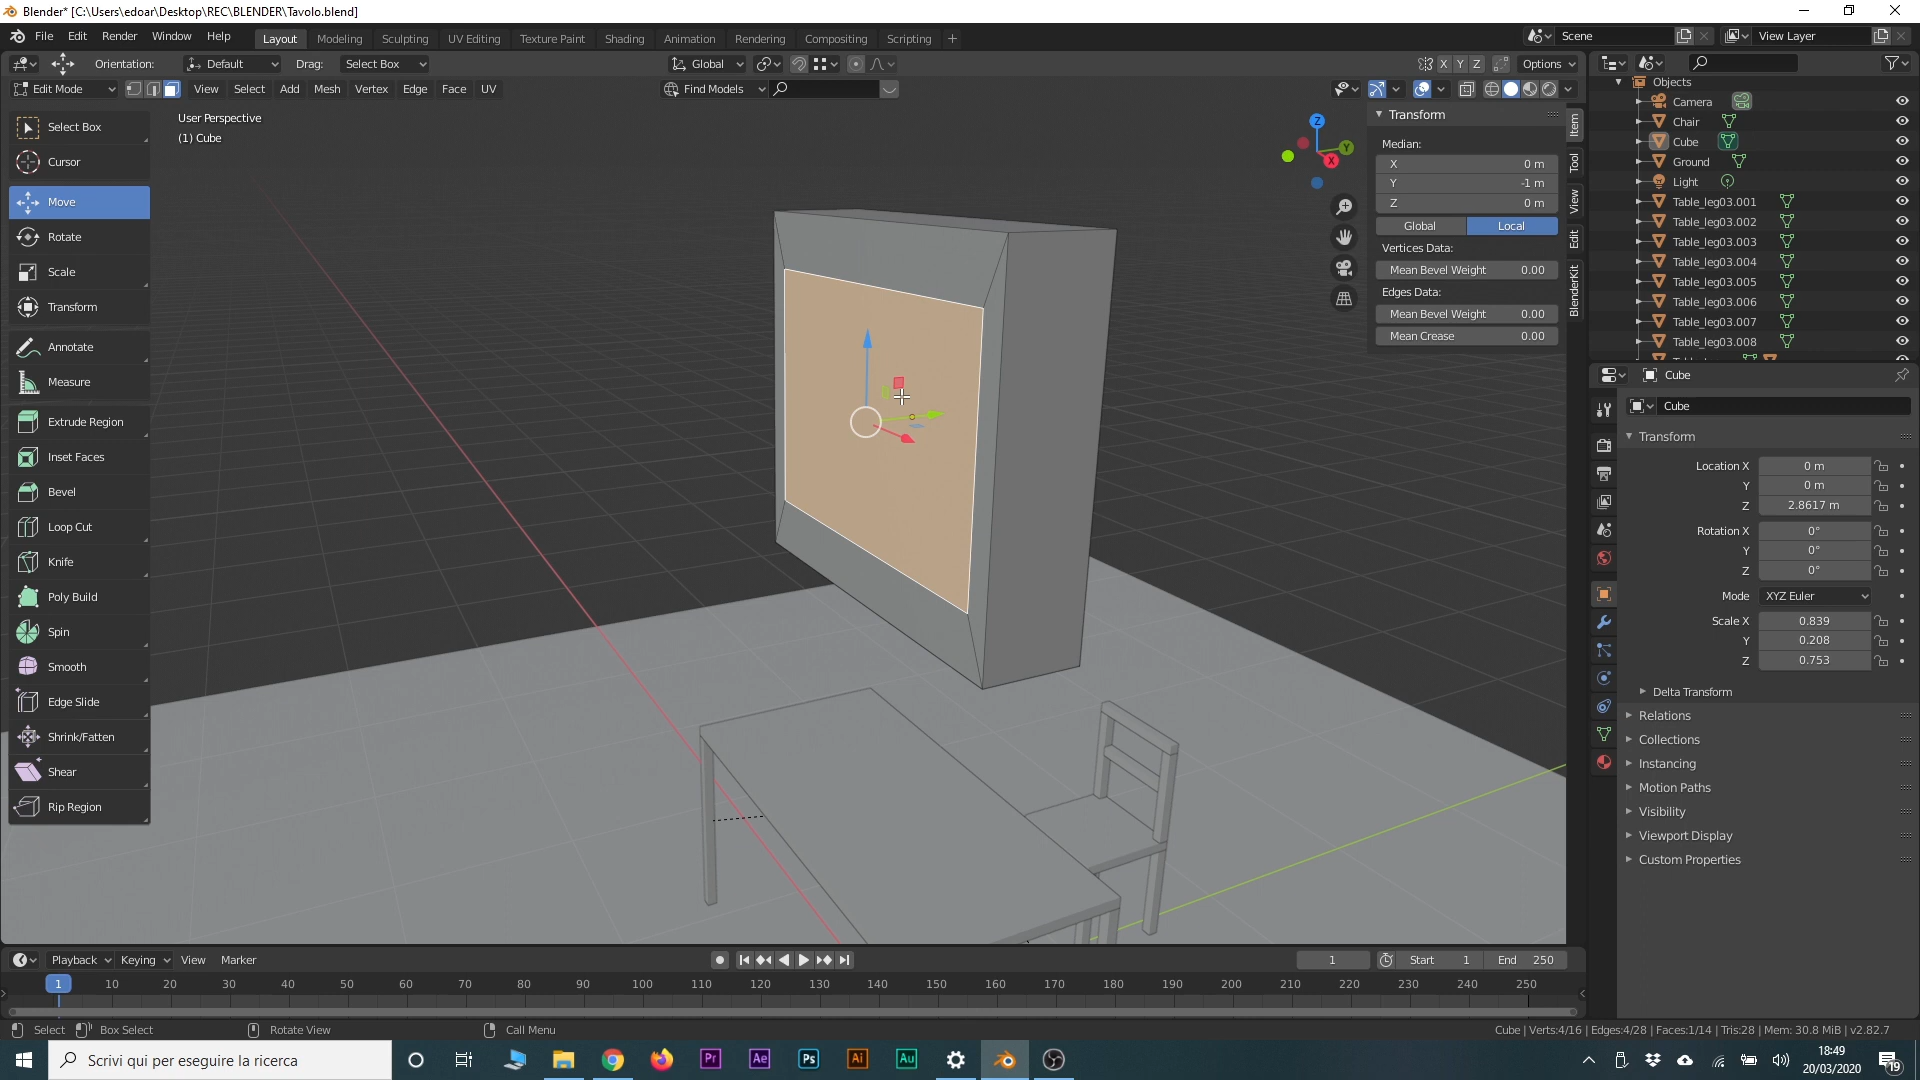 Blender* [C:\Users\edoar\Desktop\REC\BLENDER\Tavolo.blend]
File Edit Render Window Help Layout Modeling Sculpting UV Editing Texture Paint Shading Animation Rendering Compositing Scripting + Scene View Layer
Orientation: Default Drag: Select Box Global X Y Z Options
Edit Mode View Select Add Mesh Vertex Edge Face UV Find Models
User Perspective
(1) Cube
Select Box
Cursor
Move
Rotate
Scale
Transform
Annotate
Measure
Extrude Region
Inset Faces
Bevel
Loop Cut
Knife
Poly Build
Spin
Smooth
Edge Slide
Shrink/Fatten
Shear
Rip Region
Z
Y
X
Transform
Median:
X 0 m
Y -1 m
Z 0 m
Global Local
Vertices Data:
Mean Bevel Weight 0.00
Edges Data:
Mean Bevel Weight 0.00
Mean Crease 0.00
Item
Tool
View
Edit
BlenderKit
Objects
Camera
Chair
Cube
Ground
Light
Table_leg03.001
Table_leg03.002
Table_leg03.003
Table_leg03.004
Table_leg03.005
Table_leg03.006
Table_leg03.007
Table_leg03.008
Cube
Cube
Transform
Location X 0 m
Y 0 m
Z 2.8617 m
Rotation X 0°
Y 0°
Z 0°
Mode XYZ Euler
Scale X 0.839
Y 0.208
Z 0.753
Delta Transform
Relations
Collections
Instancing
Motion Paths
Visibility
Viewport Display
Custom Properties
Playback Keying View Marker 1 Start 1 End 250
1 10 20 30 40 50 60 70 80 90 100 110 120 130 140 150 160 170 180 190 200 210 220 230 240 250
Select Box Select Rotate View Call Menu Cube | Verts:4/16 | Edges:4/28 | Faces:1/14 | Tris:28 | Mem: 30.8 MiB | v2.82.7
Scrivi qui per eseguire la ricerca Pr Ae Ps Ai Au
18:49
20/03/2020
19